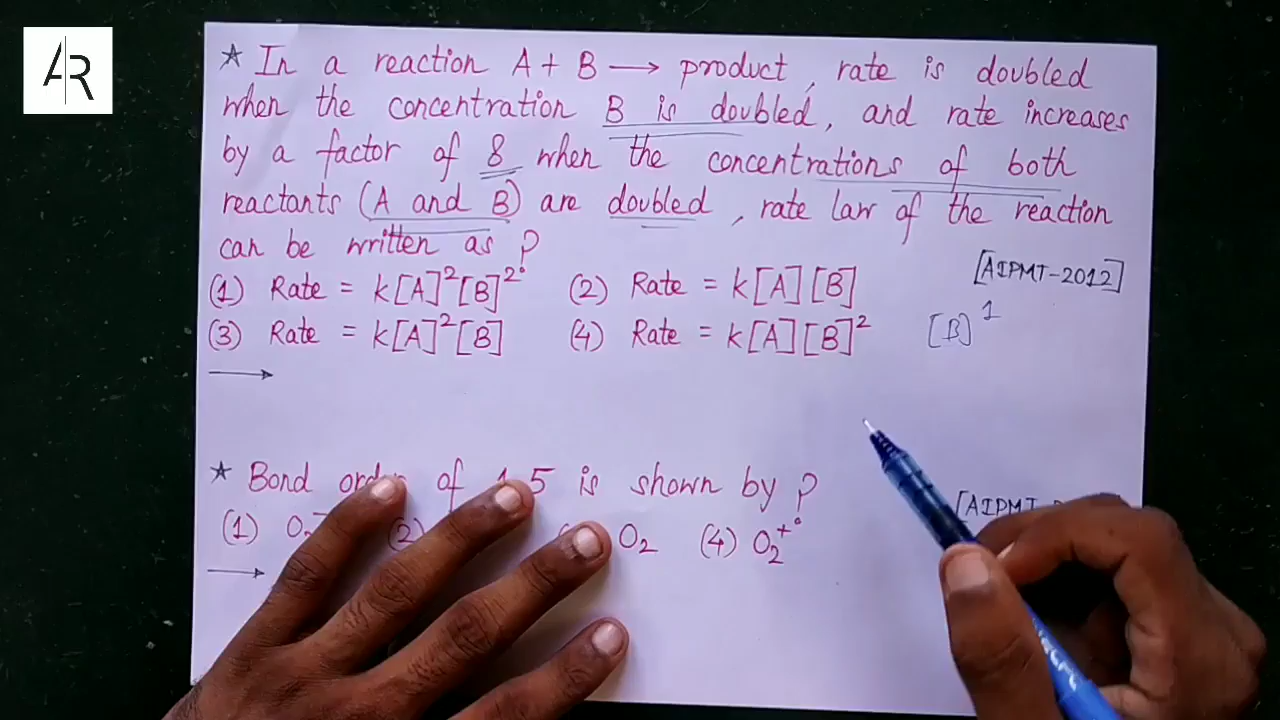 AR
★ In a reaction A + B ⟶ product, rate is doubled
when the concentration B is doubled, and rate increases
by a factor of 8 when the concentrations of both
reactants (A and B) are doubled, rate law of the reaction
can be written as ?
[AIPMT-2012]
(1) Rate = k[A]²[B]² (2) Rate = k[A][B]
(3) Rate = k[A]²[B] (4) Rate = k[A][B]² [B]¹
⟶
★ Bond of 5 is shown by ?
[AIPMT-
(1) (2) O₂ (4) O₂⁺
⟶